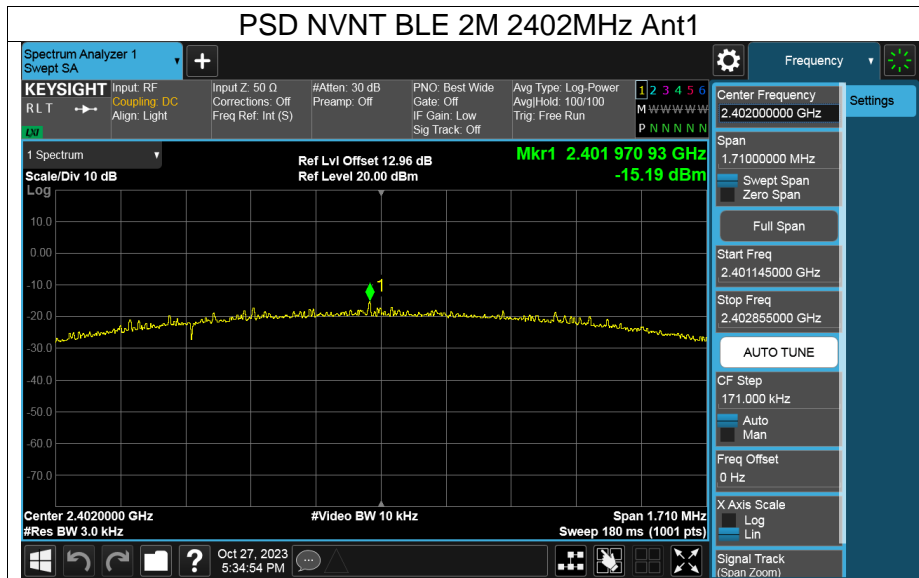 PSD NVNT BLE 2M 2402MHz Ant1
Spectrum Analyzer 1
Swept SA
+
Frequency
KEYSIGHT
R L T
LXI
Input: RF
Coupling: DC
Align: Light
Input Z: 50 Ω
Corrections: Off
Freq Ref: Int (S)
#Atten: 30 dB
Preamp: Off
PNO: Best Wide
Gate: Off
IF Gain: Low
Sig Track: Off
Avg Type: Log-Power
Avg|Hold: 100/100
Trig: Free Run
1 2 3 4 5 6
M W W W W W
P N N N N N
1 Spectrum
Scale/Div 10 dB
Log
Ref Lvl Offset 12.96 dB
Ref Level 20.00 dBm
Mkr1 2.401 970 93 GHz
-15.19 dBm
10.0
0.00
-10.0
-20.0
-30.0
-40.0
-50.0
-60.0
-70.0
1
Center 2.4020000 GHz
#Res BW 3.0 kHz
#Video BW 10 kHz
Span 1.710 MHz
Sweep 180 ms (1001 pts)
Center Frequency
2.402000000 GHz
Settings
Span
1.71000000 MHz
Swept Span
Zero Span
Full Span
Start Freq
2.401145000 GHz
Stop Freq
2.402855000 GHz
AUTO TUNE
CF Step
171.000 kHz
Auto
Man
Freq Offset
0 Hz
X Axis Scale
Log
Lin
Signal Track
(Span Zoom)
?
Oct 27, 2023
5:34:54 PM